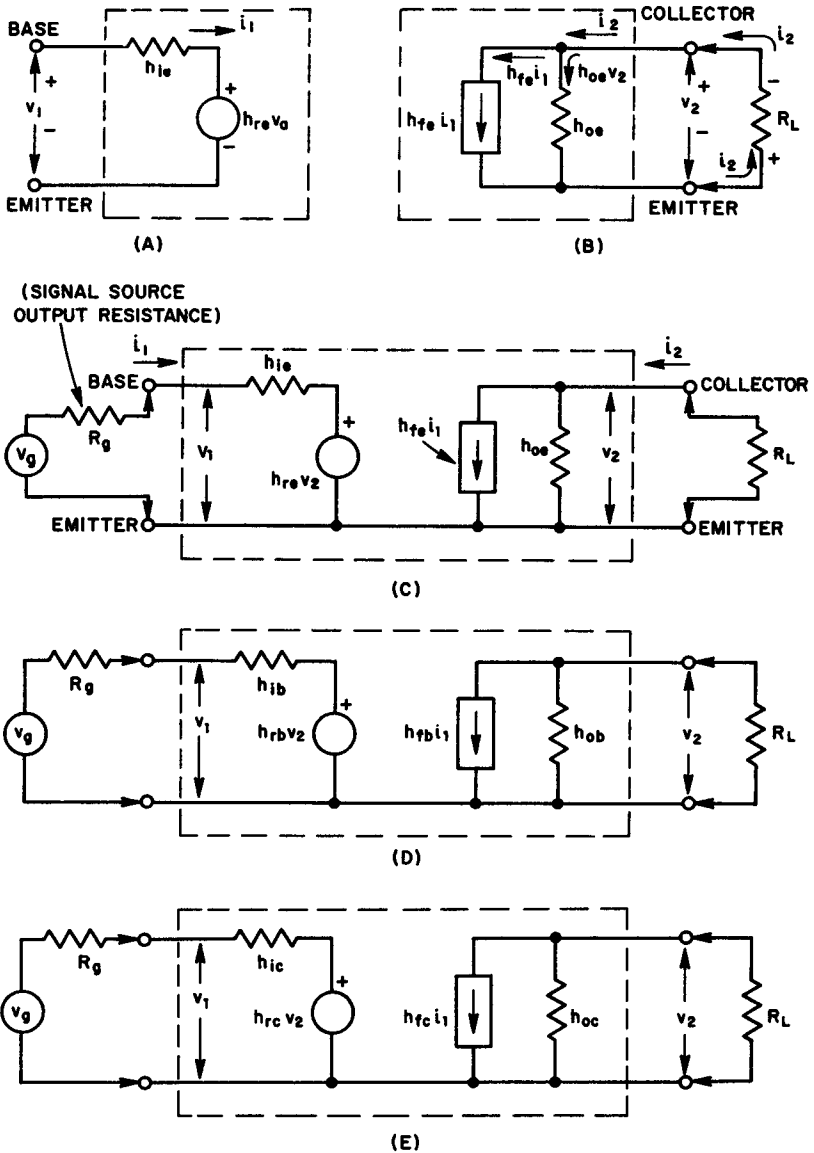 BASE
i₁
hie
+
v₁
−
+
hre va
−
EMITTER
(A)
COLLECTOR
i₂
i₂
hfe i₁
hoe v₂
hfe i₁
hoe
+
v₂
−
−
RL
+
i₂
EMITTER
(B)
(SIGNAL SOURCE
OUTPUT RESISTANCE)
i₁
BASE
hie
Rg
vg
V₁
+
hre v₂
EMITTER
hfe i₁
hoe
v₂
i₂
COLLECTOR
RL
EMITTER
(C)
Rg
vg
v₁
hib
+
hrb v₂
hfb i₁
hob
v₂
RL
(D)
Rg
vg
v₁
hic
+
hrc v₂
hfc i₁
hoc
v₂
RL
(E)